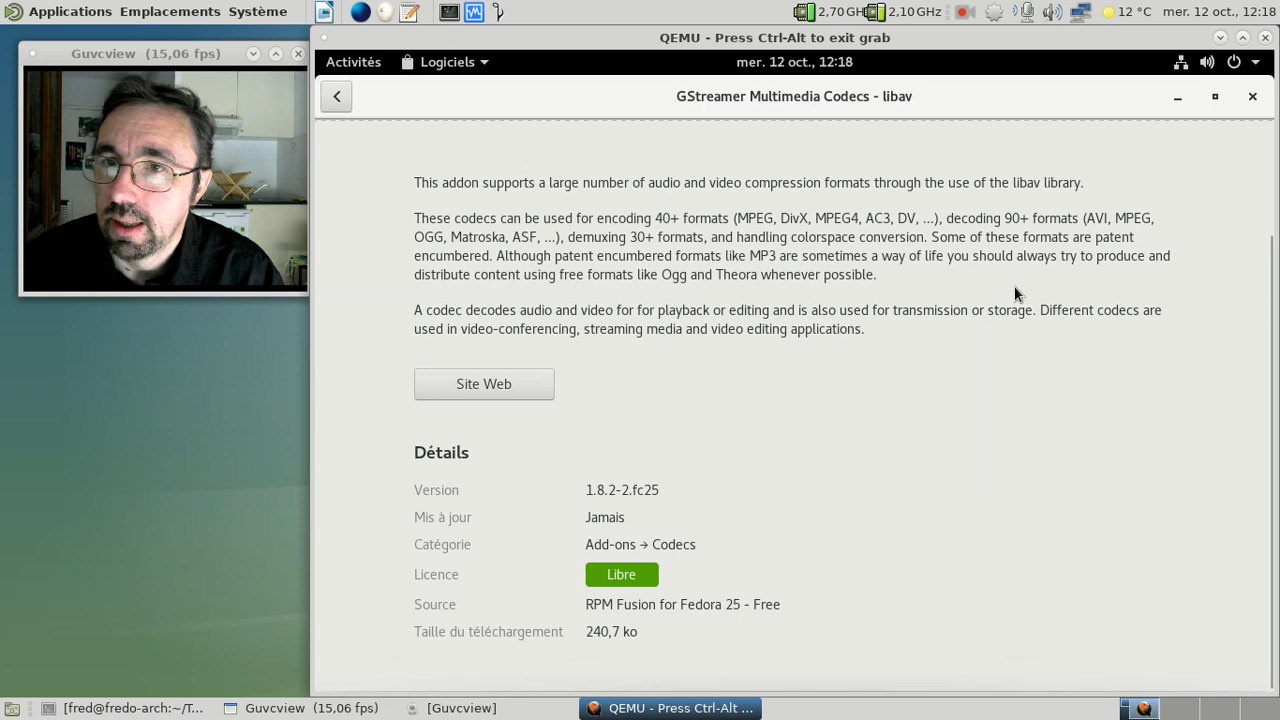 Applications Emplacements Système
2,70 GH 2,10 GHz 12 °C mer. 12 oct., 12:18
Guvcview (15,06 fps)
QEMU - Press Ctrl-Alt to exit grab
Activités Logiciels mer. 12 oct., 12:18
GStreamer Multimedia Codecs - libav
This addon supports a large number of audio and video compression formats through the use of the libav library.
These codecs can be used for encoding 40+ formats (MPEG, DivX, MPEG4, AC3, DV, ...), decoding 90+ formats (AVI, MPEG,
OGG, Matroska, ASF, ...), demuxing 30+ formats, and handling colorspace conversion. Some of these formats are patent
encumbered. Although patent encumbered formats like MP3 are sometimes a way of life you should always try to produce and
distribute content using free formats like Ogg and Theora whenever possible.
A codec decodes audio and video for for playback or editing and is also used for transmission or storage. Different codecs are
used in video-conferencing, streaming media and video editing applications.
Site Web
Détails
Version 1.8.2-2.fc25
Mis à jour Jamais
Catégorie Add-ons → Codecs
Licence Libre
Source RPM Fusion for Fedora 25 - Free
Taille du téléchargement 240,7 ko
[fred@fredo-arch:~/T... Guvcview (15,06 fps) [Guvcview] QEMU - Press Ctrl-Alt ...